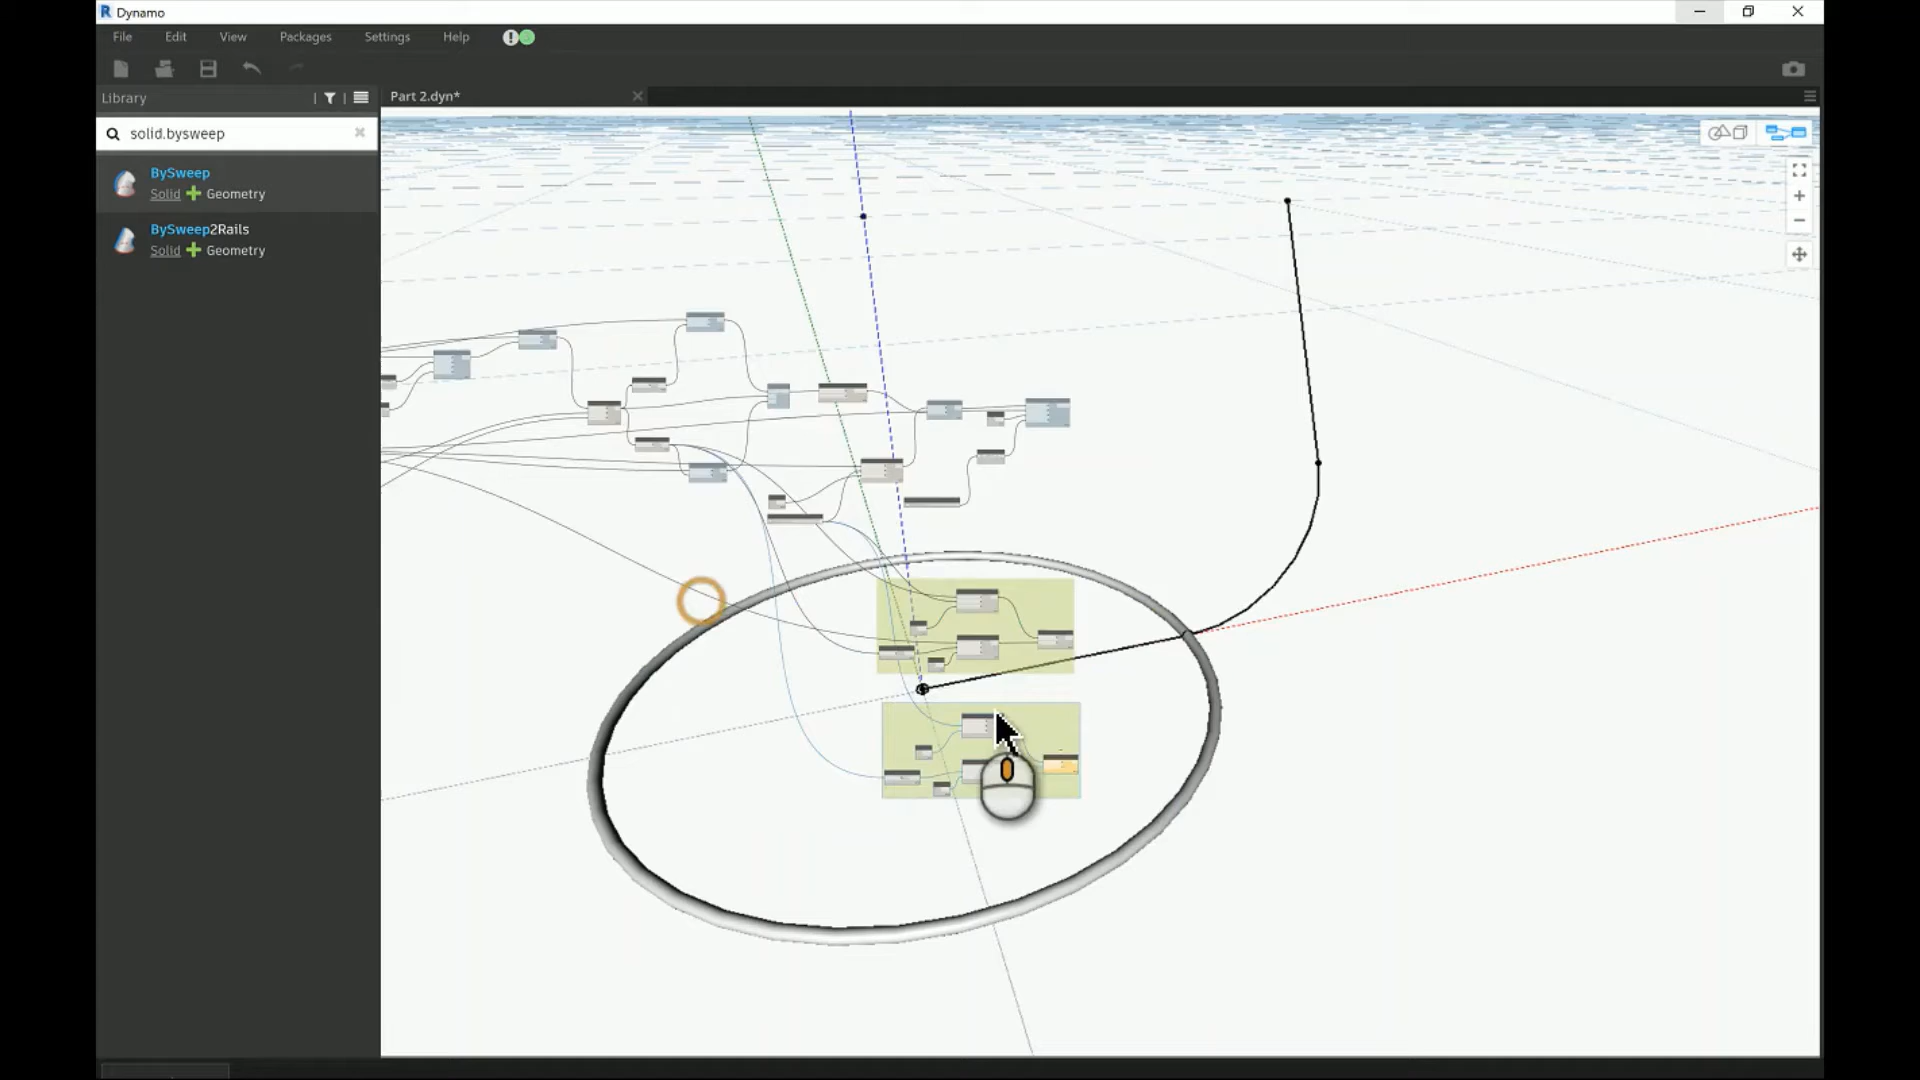 R Dynamo
File Edit View Packages Settings Help
Library
Part 2.dyn*
solid.bysweep
BySweep
Solid + Geometry
BySweep2Rails
Solid + Geometry